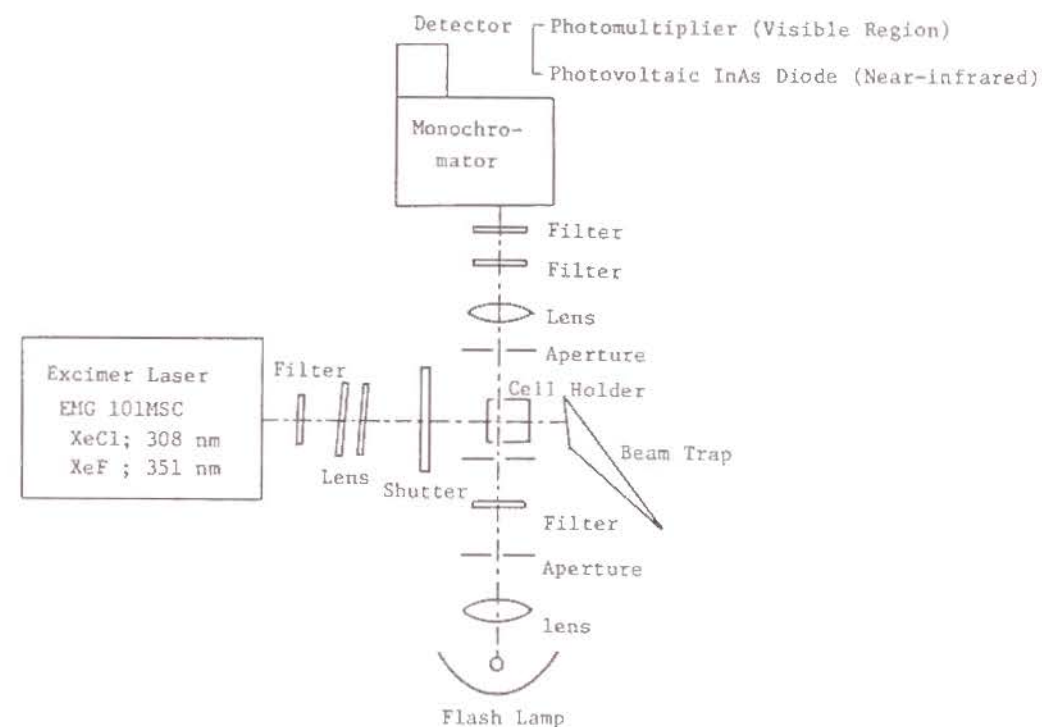 Detector
Photomultiplier (Visible Region)
Photovoltaic InAs Diode (Near-infrared)
Monochro-
mator
Filter
Filter
Lens
Aperture
Cell Holder
Excimer Laser
EMG 101MSC
XeCl; 308 nm
XeF ; 351 nm
Filter
Lens
Shutter
Beam Trap
Filter
Aperture
lens
Flash Lamp